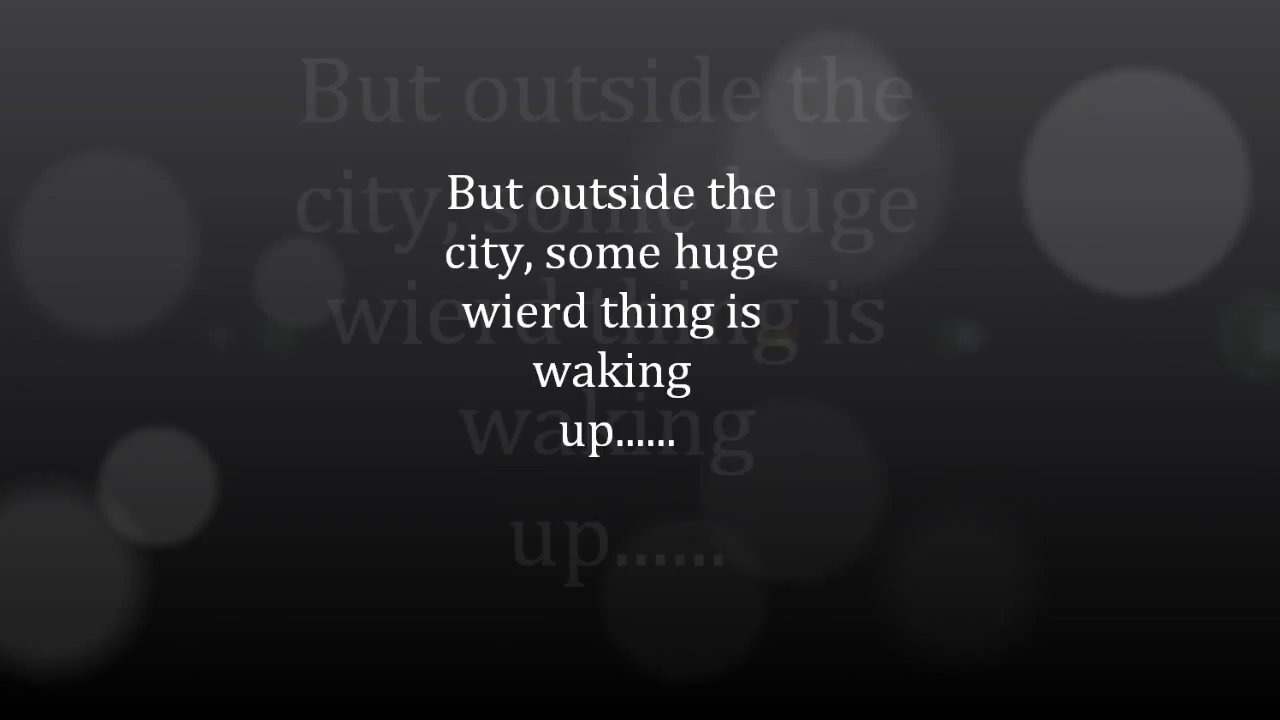 But outside the
city, some huge
wierd thing is
waking
up......